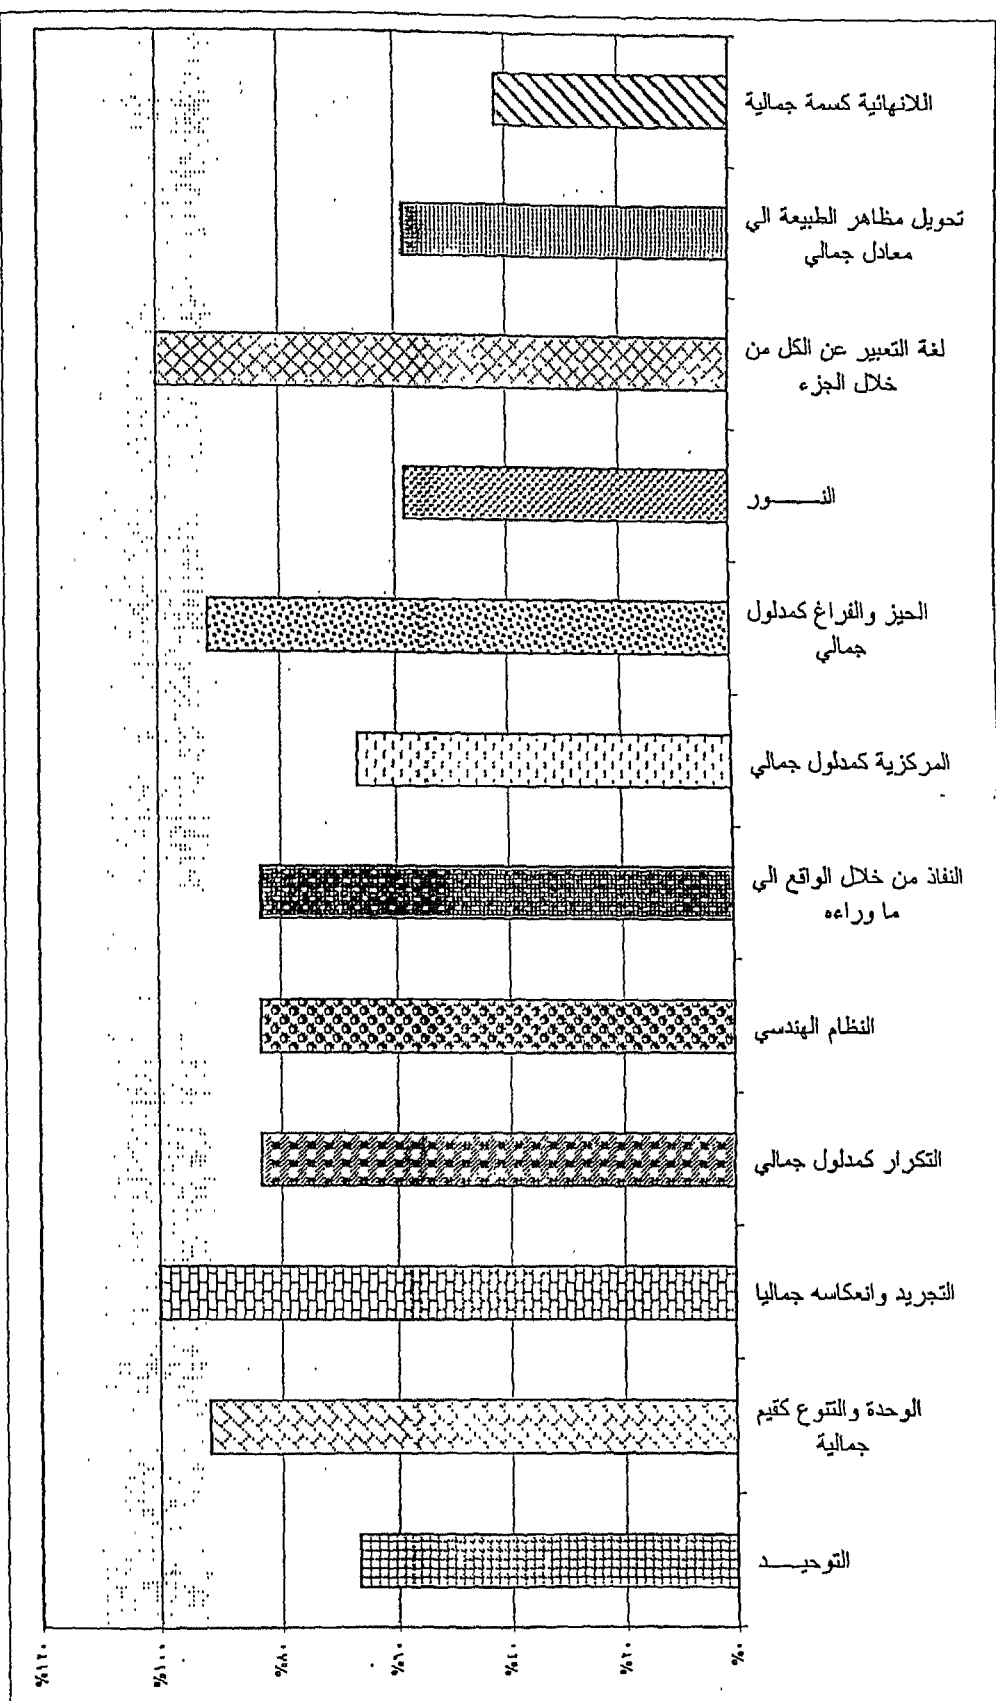 اللانهائية كسمة جمالية
تحويل مظاهر الطبيعة الي
معادل جمالي
لغة التعبير عن الكل من
خلال الجزء
النـــــور
الحيز والفراغ كمدلول
جمالي
المركزية كمدلول جمالي
النفاذ من خلال الواقع الي
ما وراءه
النظام الهندسي
التكرار كمدلول جمالي
التجريد وانعكاسه جماليا
الوحدة والتنوع كقيم
جمالية
التوحيـــد
%١٢٠
%١٠٠
%٨٠
%٦٠
%٤٠
%٢٠
%٠